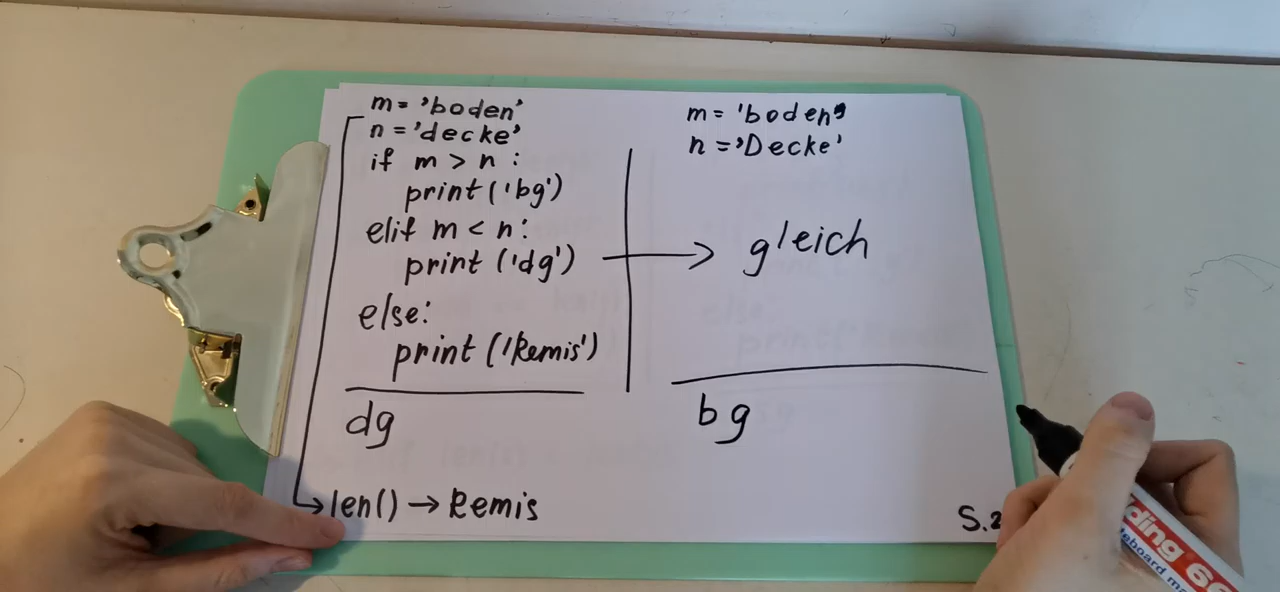 m= 'boden'
n = 'decke'
if m > n :
print ('bg')
elif m < n:
print ('dg')
else:
print ('Remis')
dg
len() → Remis
m= 'boden'
n = 'Decke'
→ gleich
bg
S.2